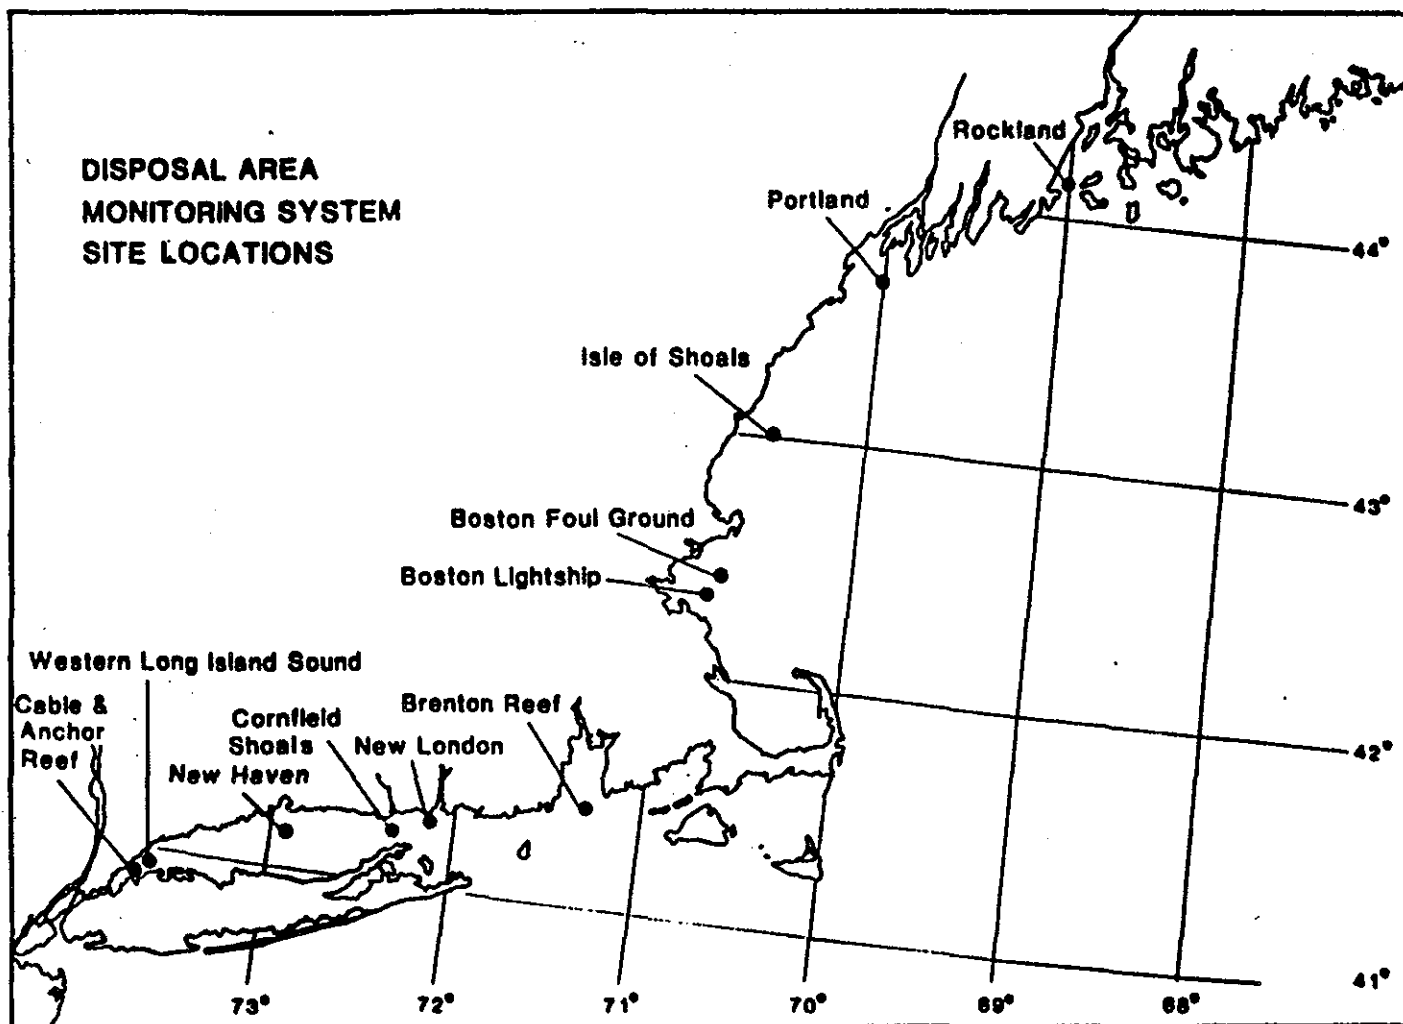 DISPOSAL AREA
MONITORING SYSTEM
SITE LOCATIONS
Rockland
Portland
44°
Isle of Shoals
43°
Boston Foul Ground
Boston Lightship
Western Long Island Sound
Cable &
Anchor
Reef
Cornfield
Shoals
New Haven
New London
Brenton Reef
42°
41°
73°
72°
71°
70°
69°
68°